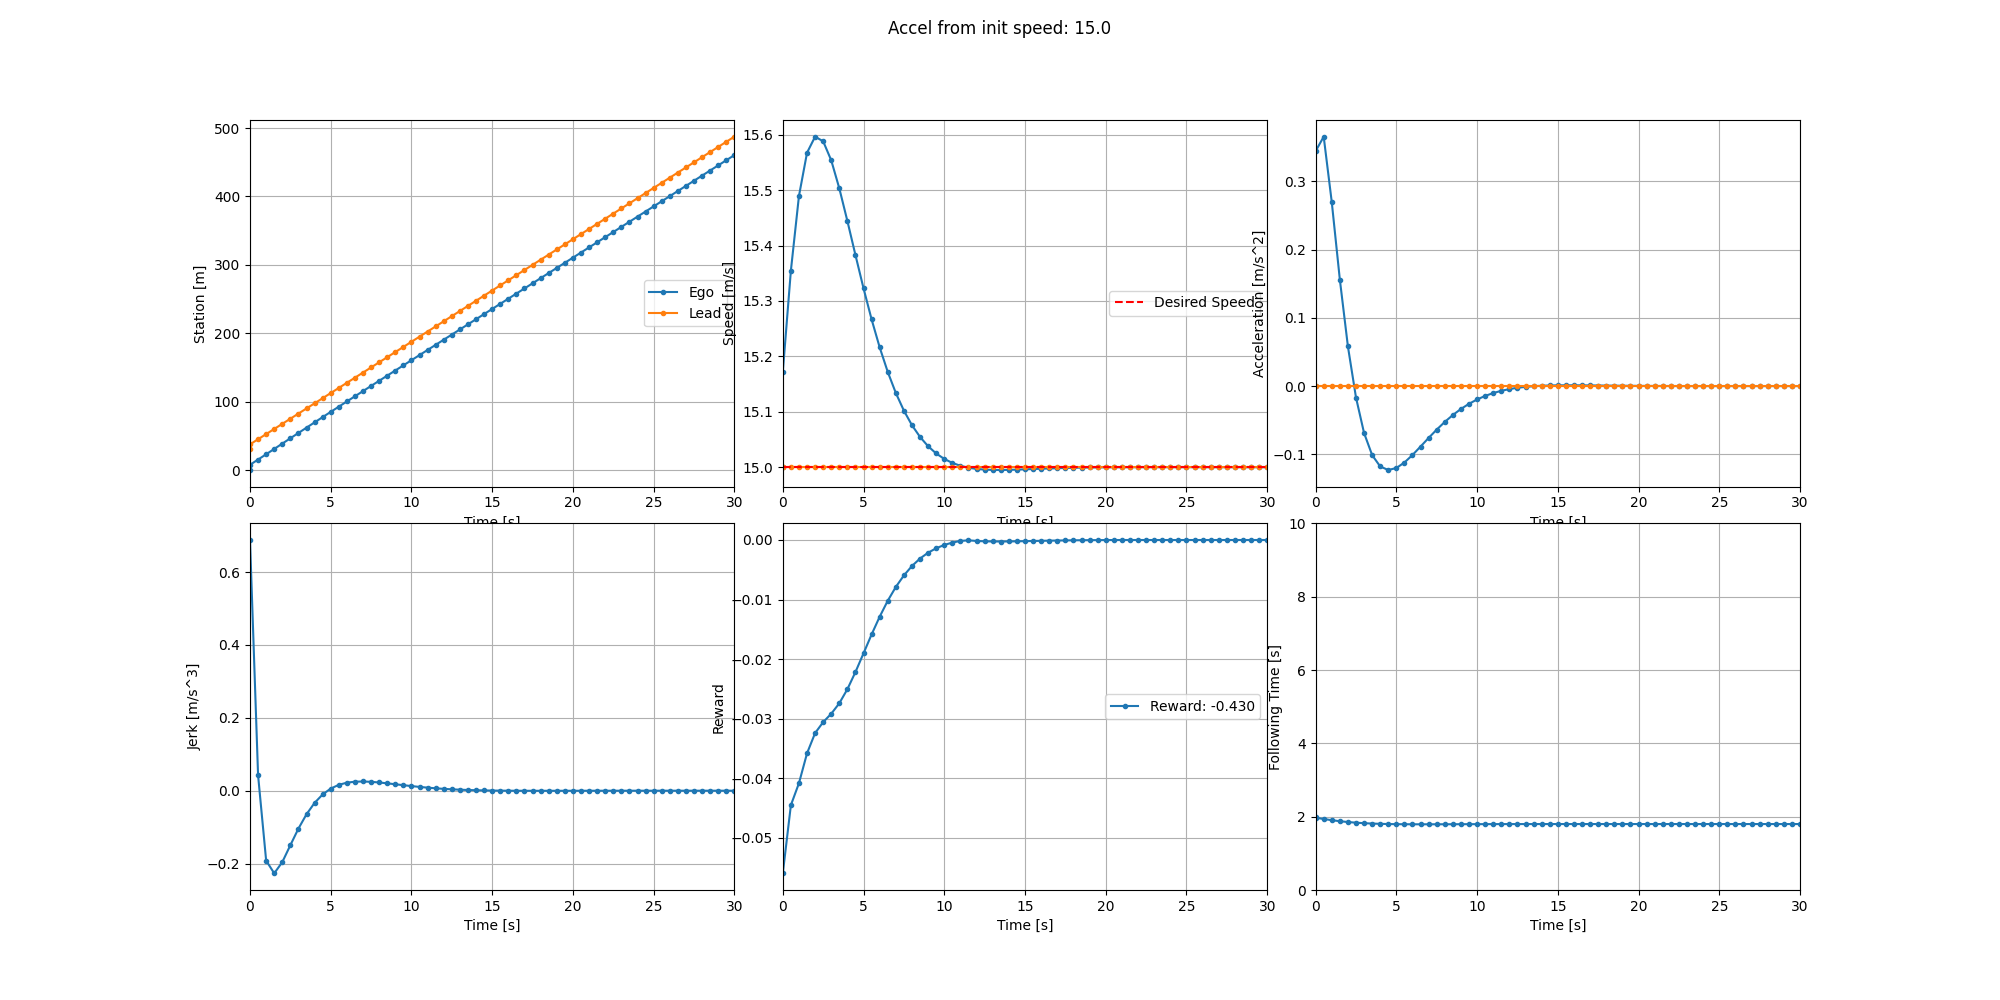 Accel from init speed: 15.0
500
400
300
200
100
0
Station [m]
Ego
Lead
0 5 10 15 20 25 30
Time [s]
15.6
15.5
15.4
15.3
15.2
15.1
15.0
Speed [m/s]
Desired Speed
0 5 10 15 20 25 30
Time [s]
0.3
0.2
0.1
0.0
−0.1
Acceleration [m/s^2]
0 5 10 15 20 25 30
Time [s]
0.6
0.4
0.2
0.0
−0.2
Jerk [m/s^3]
0 5 10 15 20 25 30
Time [s]
0.00
−0.01
−0.02
−0.03
−0.04
−0.05
Reward
Reward: -0.430
0 5 10 15 20 25 30
Time [s]
10
8
6
4
2
0
Following Time [s]
0 5 10 15 20 25 30
Time [s]